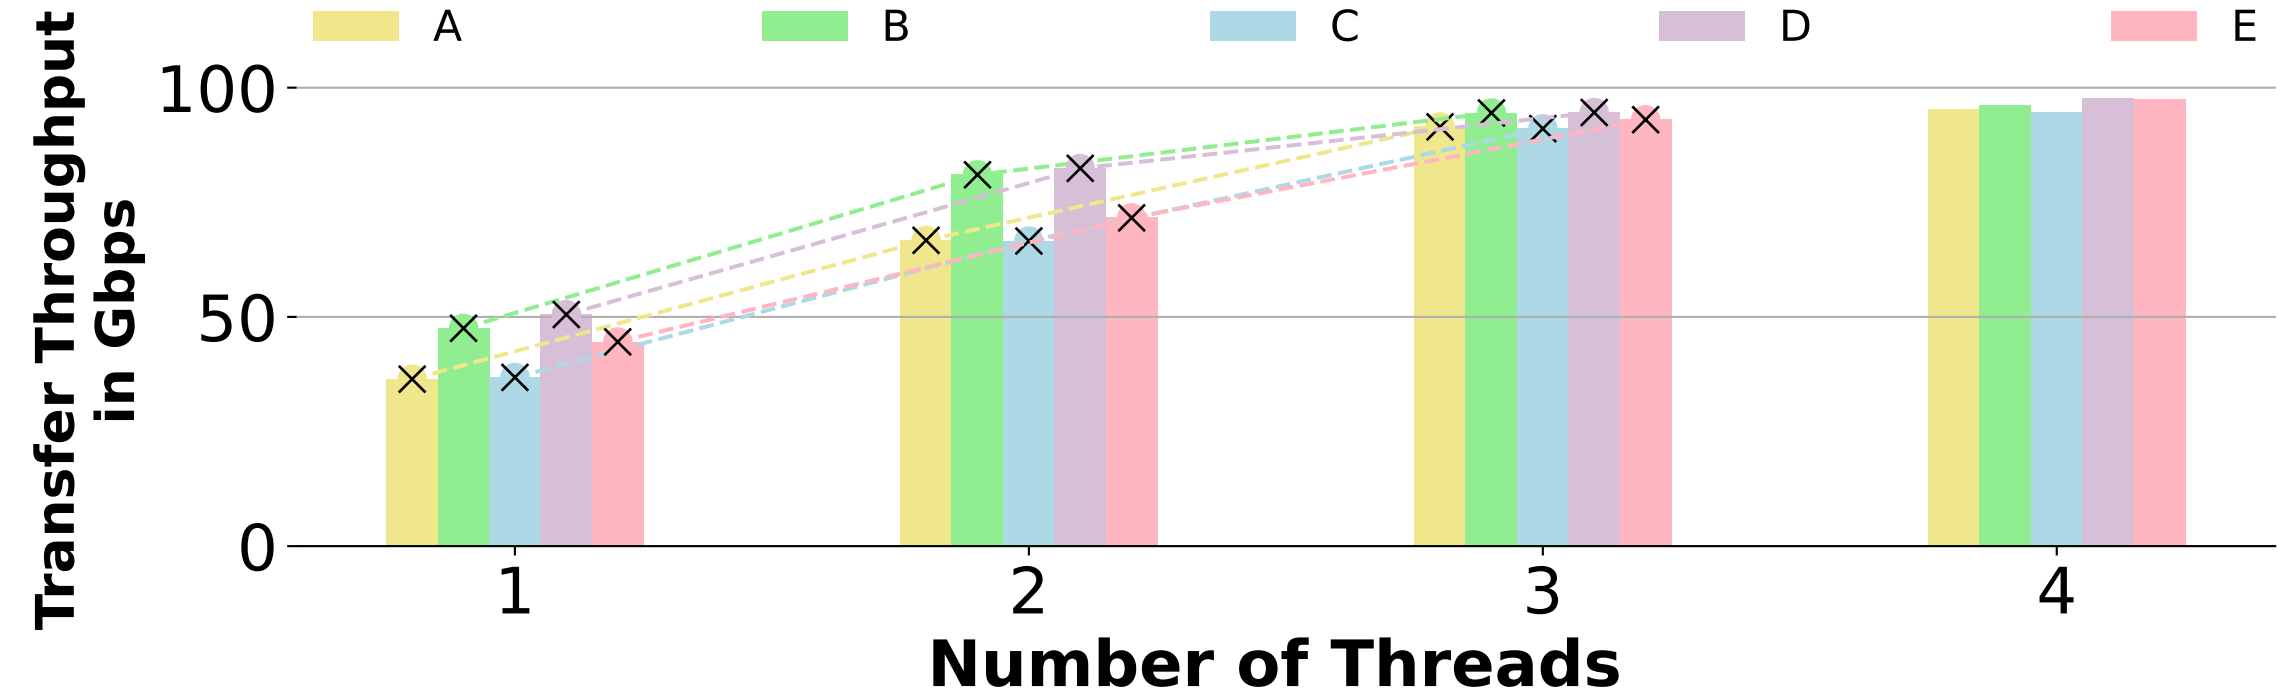 A B C D E
Transfer Throughput
in Gbps
100
50
0
1 2 3 4
Number of Threads